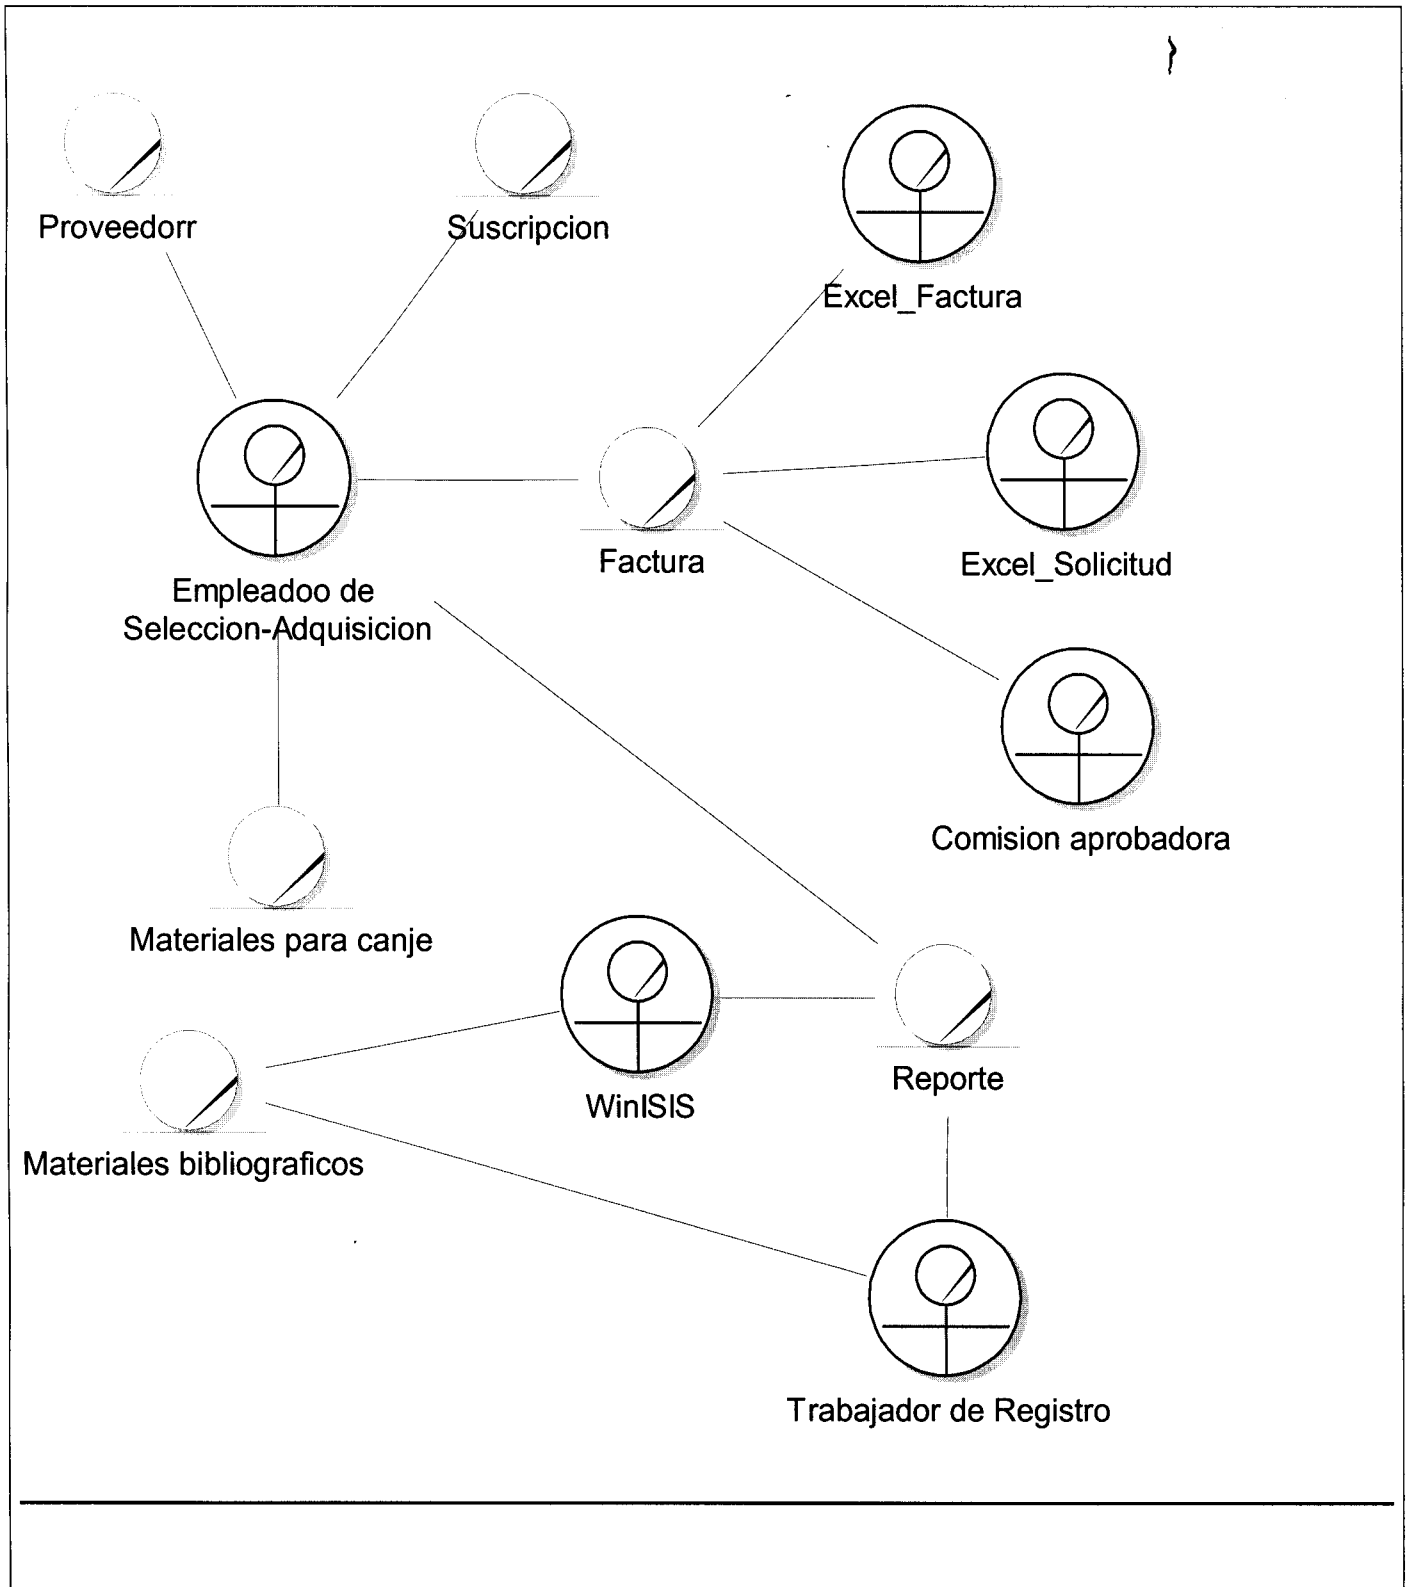 Proveedorr
Suscripcion
Excel_Factura
Factura
Excel_Solicitud
Empleadoo de
Seleccion-Adquisicion
Comision aprobadora
Materiales para canje
Reporte
WinISIS
Materiales bibliograficos
Trabajador de Registro